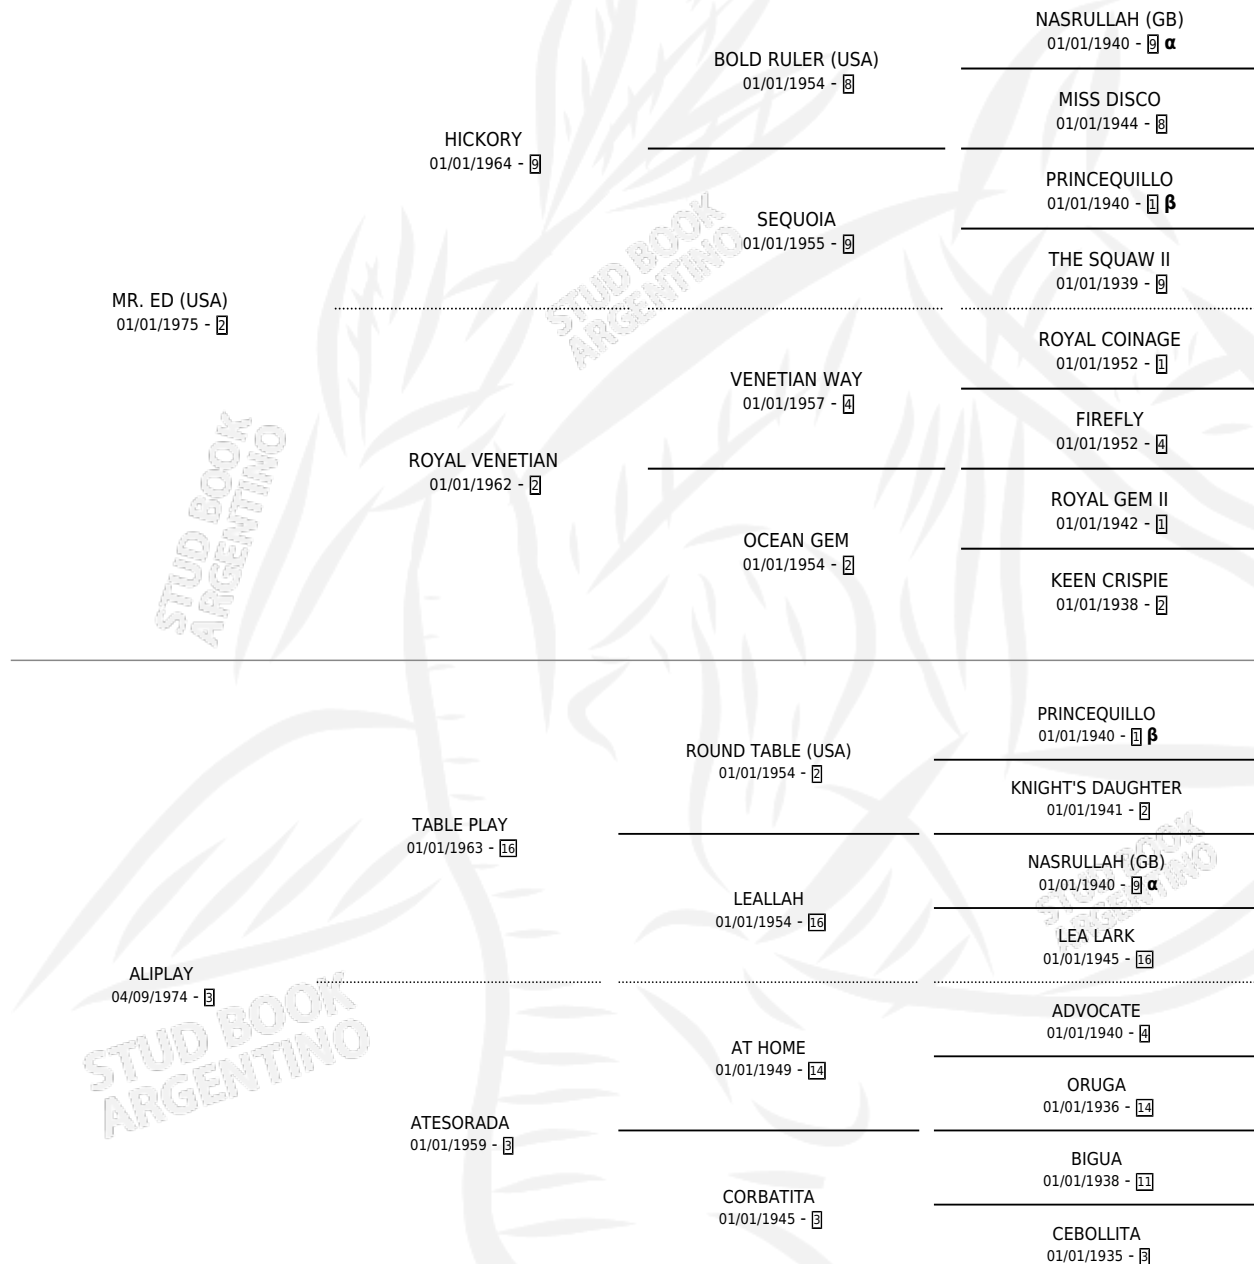 NASRULLAH (GB)
01/01/1940 - 9 α
BOLD RULER (USA)
01/01/1954 - 8
MISS DISCO
01/01/1944 - 8
HICKORY
01/01/1964 - 9
PRINCEQUILLO
01/01/1940 - 1 β
SEQUOIA
01/01/1955 - 9
THE SQUAW II
01/01/1939 - 9
MR. ED (USA)
01/01/1975 - 2
ROYAL COINAGE
01/01/1952 - 1
VENETIAN WAY
01/01/1957 - 4
FIREFLY
01/01/1952 - 4
ROYAL VENETIAN
01/01/1962 - 2
ROYAL GEM II
01/01/1942 - 1
OCEAN GEM
01/01/1954 - 2
KEEN CRISPIE
01/01/1938 - 2
PRINCEQUILLO
01/01/1940 - 1 β
ROUND TABLE (USA)
01/01/1954 - 2
KNIGHT'S DAUGHTER
01/01/1941 - 2
TABLE PLAY
01/01/1963 - 16
NASRULLAH (GB)
01/01/1940 - 9 α
LEALLAH
01/01/1954 - 16
LEA LARK
01/01/1945 - 16
ALIPLAY
04/09/1974 - 3
ADVOCATE
01/01/1940 - 4
AT HOME
01/01/1949 - 14
ORUGA
01/01/1936 - 14
ATESORADA
01/01/1959 - 3
BIGUA
01/01/1938 - 11
CORBATITA
01/01/1945 - 3
CEBOLLITA
01/01/1935 - 3
STUD BOOK
ARGENTINO
STUD BOOK
ARGENTINO
STUD BOOK
ARGENTINO
STUD BOOK
ARGENTINO